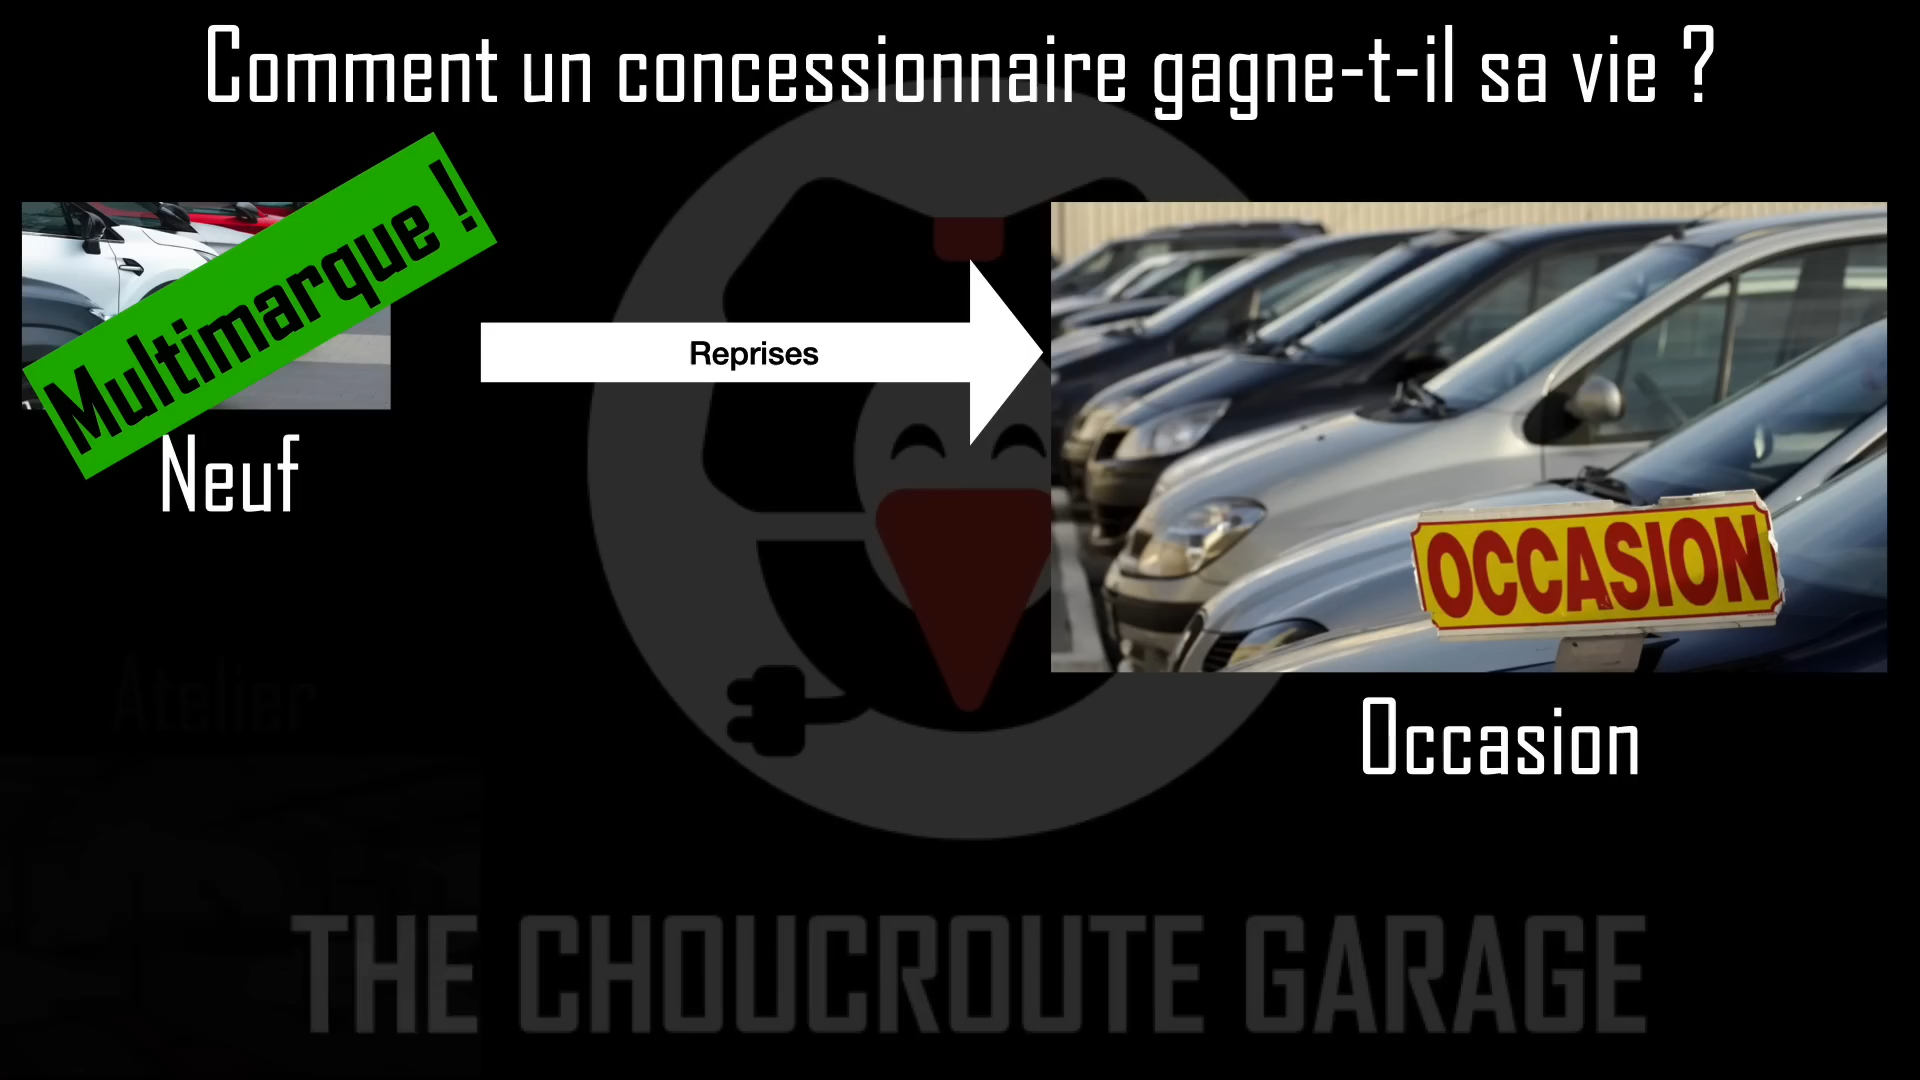 Comment un concessionnaire gagne-t-il sa vie ?
Multimarque !
Reprises
Neuf
OCCASION
Occasion
Atelier
THE CHOUCROUTE GARAGE